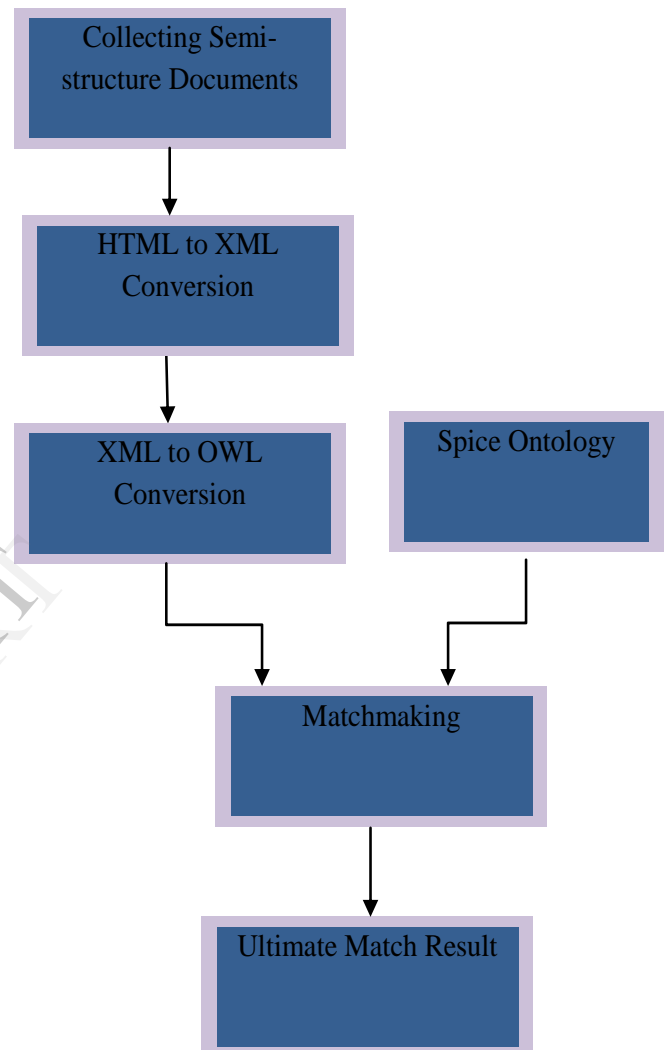 Collecting Semi-
structure Documents
HTML to XML
Conversion
XML to OWL
Conversion
Spice Ontology
Matchmaking
Ultimate Match Result